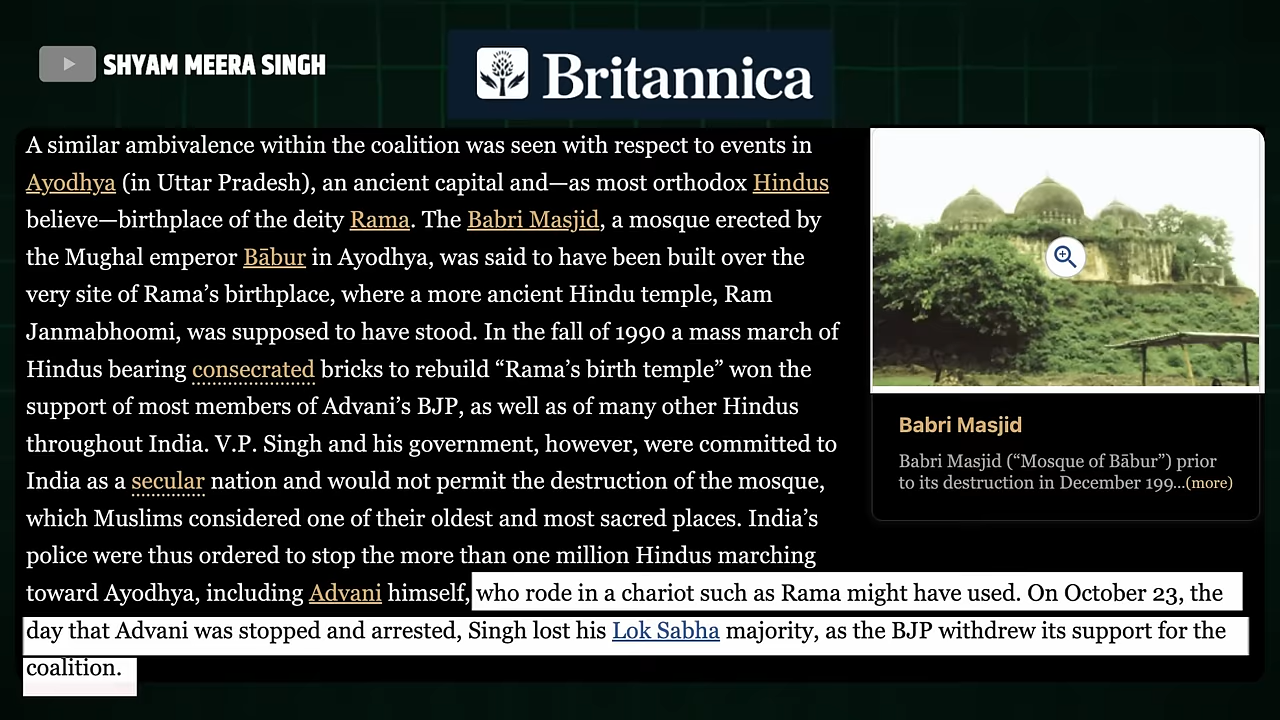 SHYAM MEERA SINGH
Britannica
A similar ambivalence within the coalition was seen with respect to events in
Ayodhya (in Uttar Pradesh), an ancient capital and—as most orthodox Hindus
believe—birthplace of the deity Rama. The Babri Masjid, a mosque erected by
the Mughal emperor Bābur in Ayodhya, was said to have been built over the
very site of Rama’s birthplace, where a more ancient Hindu temple, Ram
Janmabhoomi, was supposed to have stood. In the fall of 1990 a mass march of
Hindus bearing consecrated bricks to rebuild “Rama’s birth temple” won the
support of most members of Advani’s BJP, as well as of many other Hindus
throughout India. V.P. Singh and his government, however, were committed to
India as a secular nation and would not permit the destruction of the mosque,
which Muslims considered one of their oldest and most sacred places. India’s
police were thus ordered to stop the more than one million Hindus marching
toward Ayodhya, including Advani himself, who rode in a chariot such as Rama might have used. On October 23, the
day that Advani was stopped and arrested, Singh lost his Lok Sabha majority, as the BJP withdrew its support for the
coalition.
Babri Masjid
Babri Masjid (“Mosque of Bābur”) prior
to its destruction in December 199...(more)